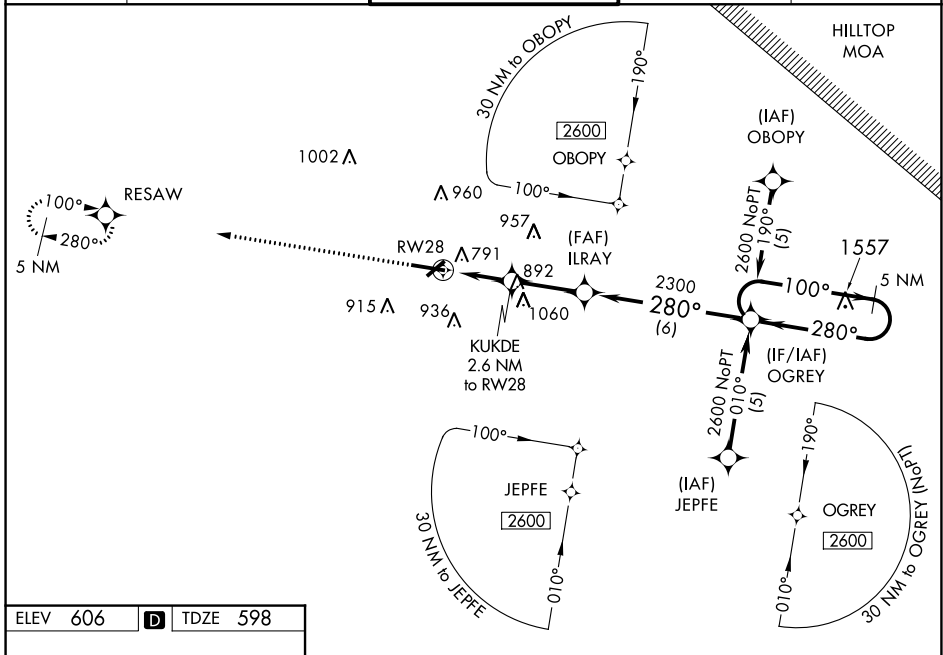 HILLTOP
MOA
30 NM to OBOPY
190°
2600
OBOPY
100°
(IAF)
OBOPY
1002
960
957
RESAW
100°
280°
5 NM
RW28
791
892
(FAF)
ILRAY
2600 NoPT
190°
(5)
1557
100°
5 NM
2300
280°
(6)
280°
915
936
1060
KUKDE
2.6 NM
to RW28
(IF/IAF)
OGREY
2600 NoPT
010°
(5)
(IAF)
JEPFE
100°
JEPFE
2600
010°
30 NM to JEPFE
190°
OGREY
2600
010°
30 NM to OGREY (NoPT)
ELEV 606 D TDZE 598